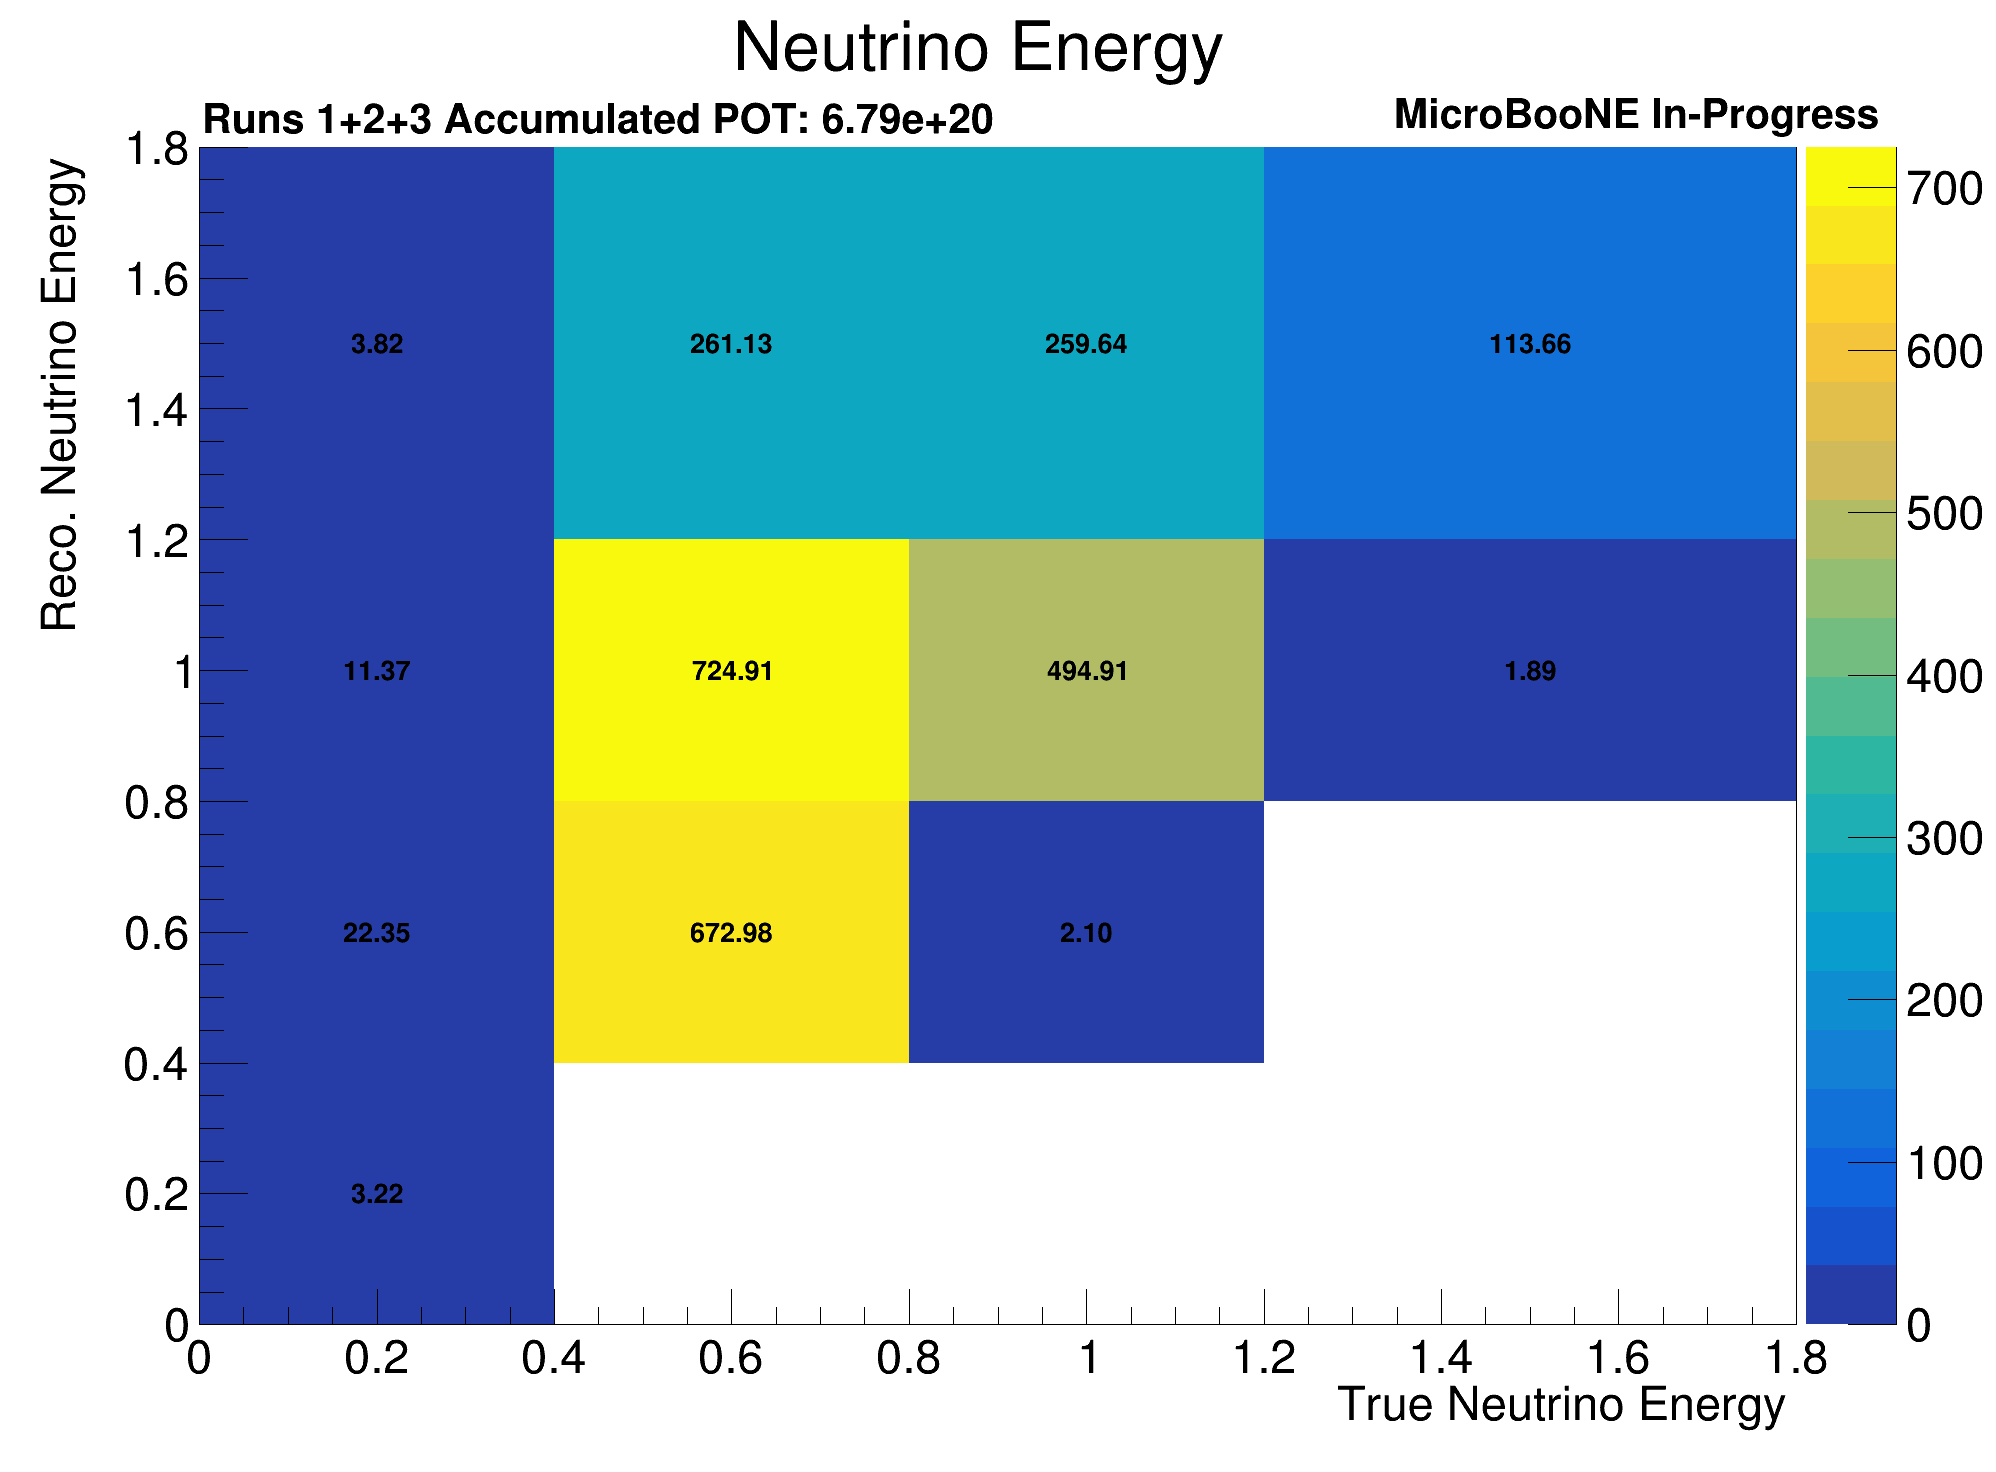 Neutrino Energy
Runs 1+2+3 Accumulated POT: 6.79e+20
MicroBooNE In-Progress
Reco. Neutrino Energy
1.8
1.6
1.4
1.2
1
0.8
0.6
0.4
0.2
0
3.82 261.13 259.64 113.66
11.37 724.91 494.91 1.89
22.35 672.98 2.10
3.22
700
600
500
400
300
200
100
0
0 0.2 0.4 0.6 0.8 1 1.2 1.4 1.6 1.8
True Neutrino Energy